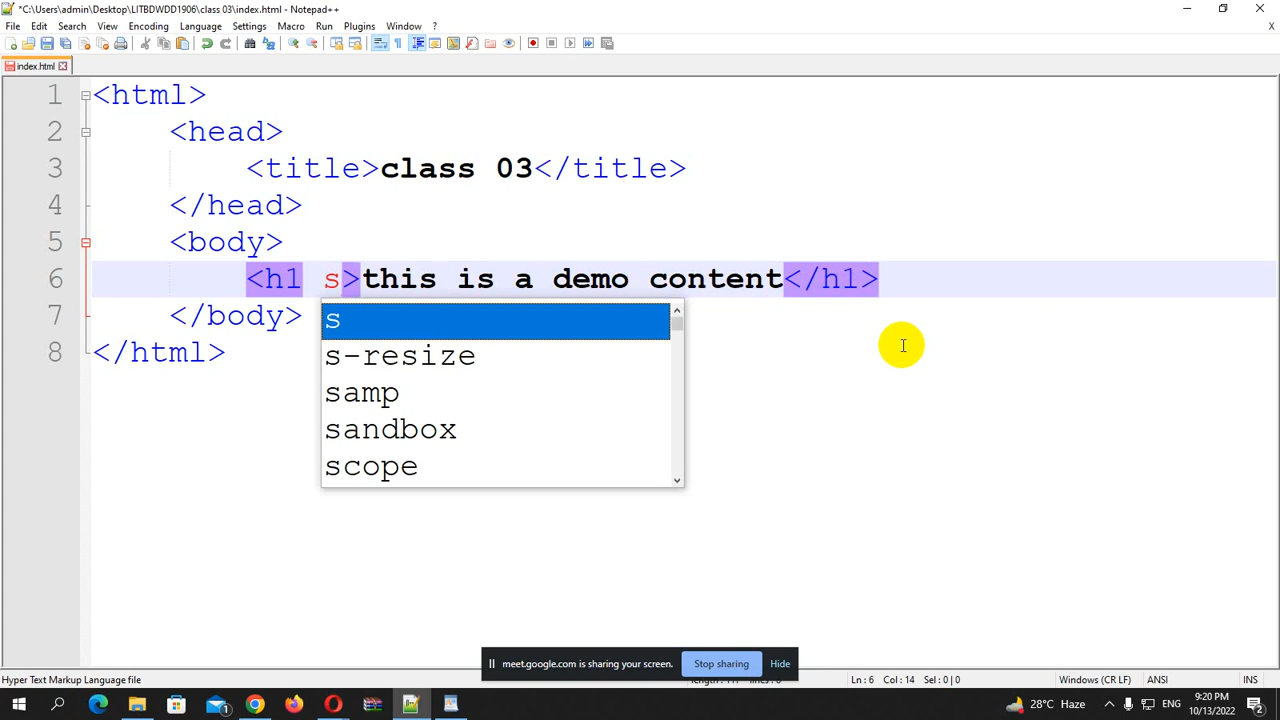 *C:\Users\admin\Desktop\LITBDWDD1906\class 03\index.html - Notepad++
File Edit Search View Encoding Language Settings Macro Run Plugins Window ?
X
index.html
1 <html>
2 <head>
3 <title>class 03</title>
4 </head>
5 <body>
6 <h1 s>this is a demo content</h1>
s
7 </body>
s-resize
8 </html>
samp
sandbox
scope
meet.google.com is sharing your screen. Stop sharing Hide
Hyper Text Markup Language file Ln : 6 Col : 14 Sel : 0 | 0 Windows (CR LF) ANSI INS
28°C Haze ENG 9:20 PM
10/13/2022